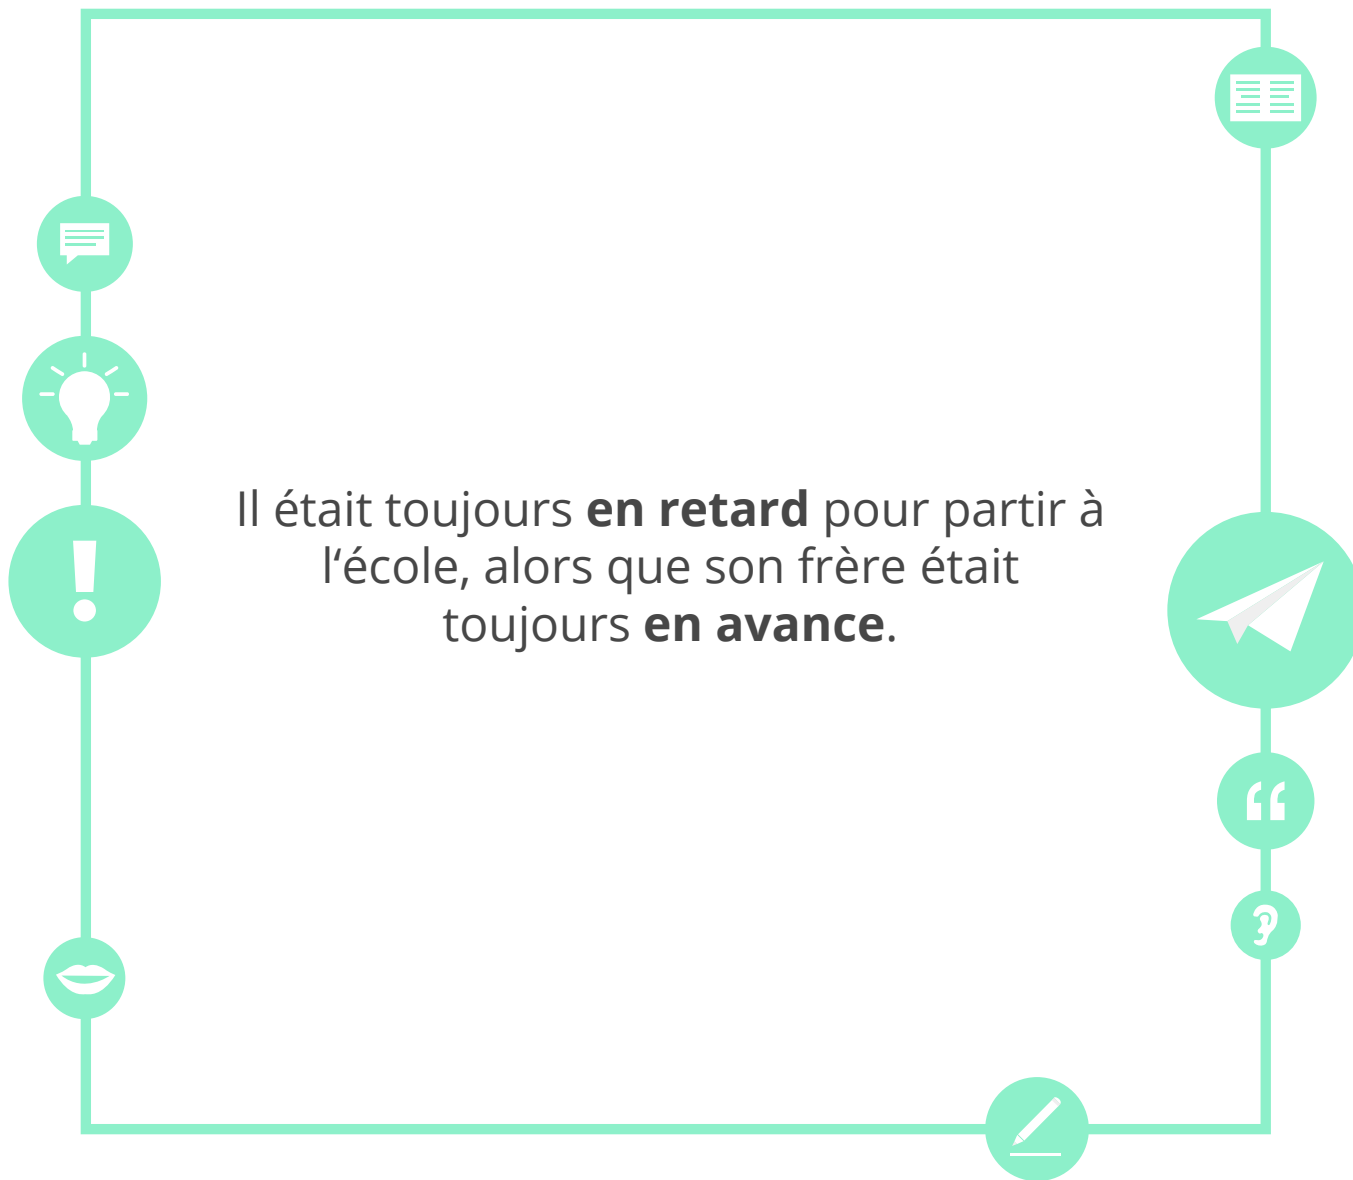 Il était toujours en retard pour partir à
l‘école, alors que son frère était
toujours en avance.